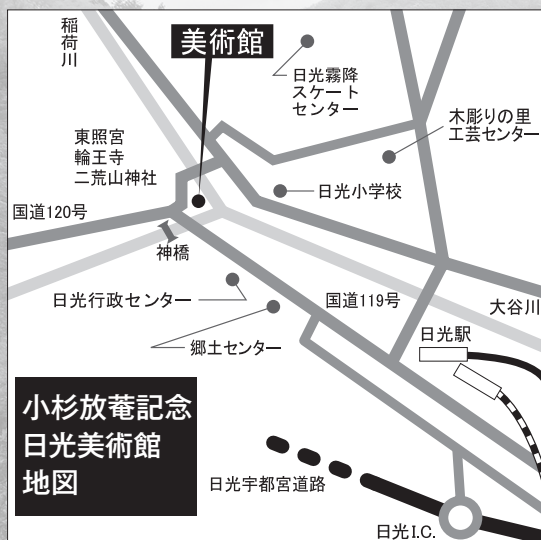 稲荷川
美術館
日光霧降
スケート
センター
木彫りの里
工芸センター
東照宮
輪王寺
二荒山神社
日光小学校
国道120号
神橋
日光行政センター
国道119号
大谷川
郷土センター
日光駅
小杉放菴記念
日光美術館
地図
日光宇都宮道路
日光I.C.